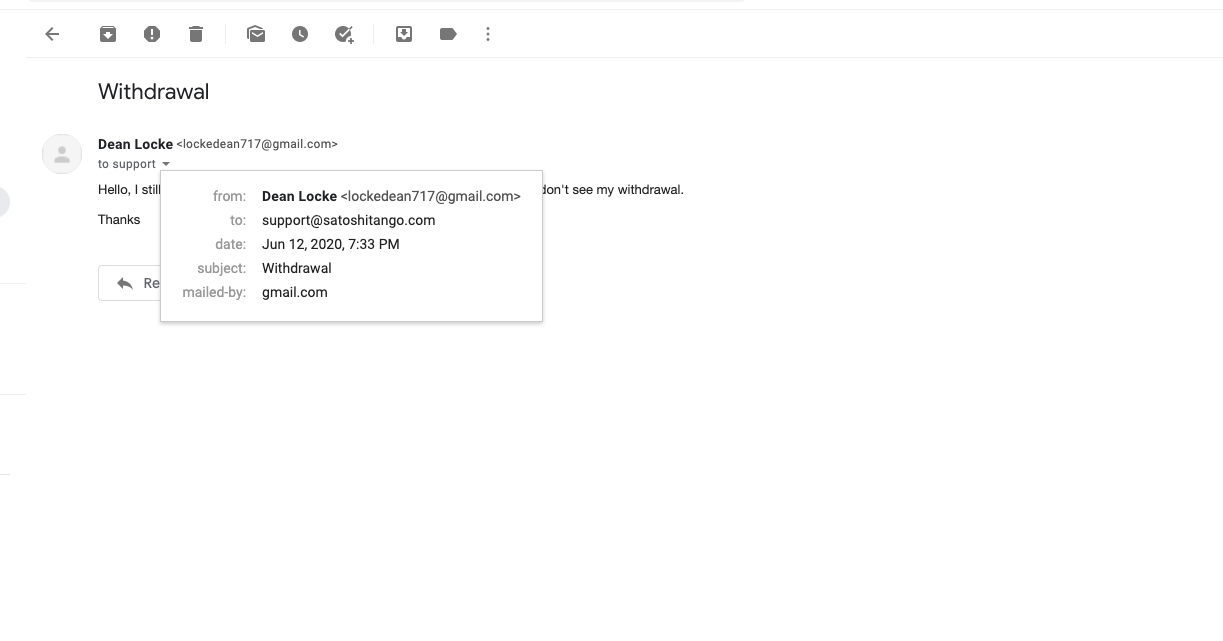 Withdrawal
Dean Locke <lockedean717@gmail.com>
to support
Hello, I still
don't see my withdrawal.
from: Dean Locke <lockedean717@gmail.com>
to: support@satoshitango.com
date: Jun 12, 2020, 7:33 PM
subject: Withdrawal
mailed-by: gmail.com
Thanks
Re